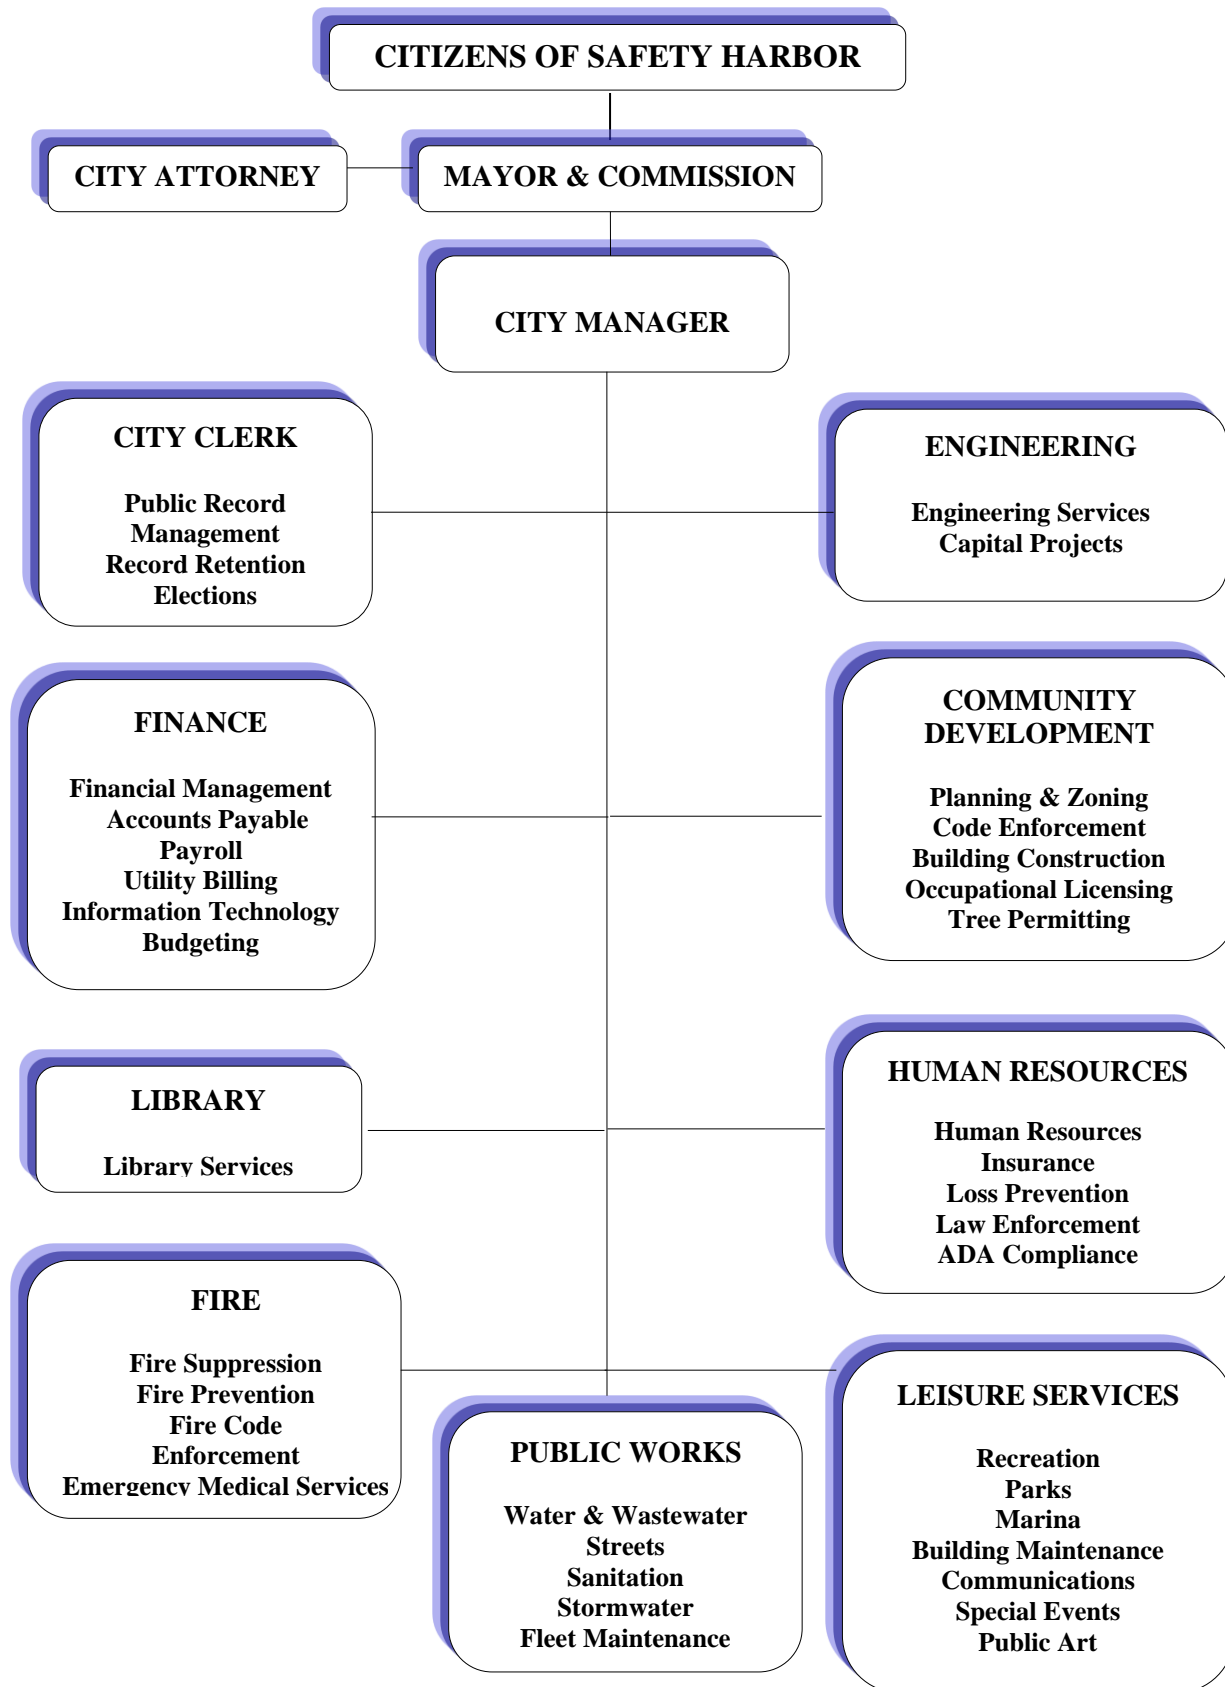 CITIZENS OF SAFETY HARBOR
CITY ATTORNEY
MAYOR & COMMISSION
CITY MANAGER
CITY CLERK
Public Record
Management
Record Retention
Elections
ENGINEERING
Engineering Services
Capital Projects
FINANCE
Financial Management
Accounts Payable
Payroll
Utility Billing
Information Technology
Budgeting
COMMUNITY
DEVELOPMENT
Planning & Zoning
Code Enforcement
Building Construction
Occupational Licensing
Tree Permitting
LIBRARY
Library Services
HUMAN RESOURCES
Human Resources
Insurance
Loss Prevention
Law Enforcement
ADA Compliance
FIRE
Fire Suppression
Fire Prevention
Fire Code
Enforcement
Emergency Medical Services
PUBLIC WORKS
Water & Wastewater
Streets
Sanitation
Stormwater
Fleet Maintenance
LEISURE SERVICES
Recreation
Parks
Marina
Building Maintenance
Communications
Special Events
Public Art